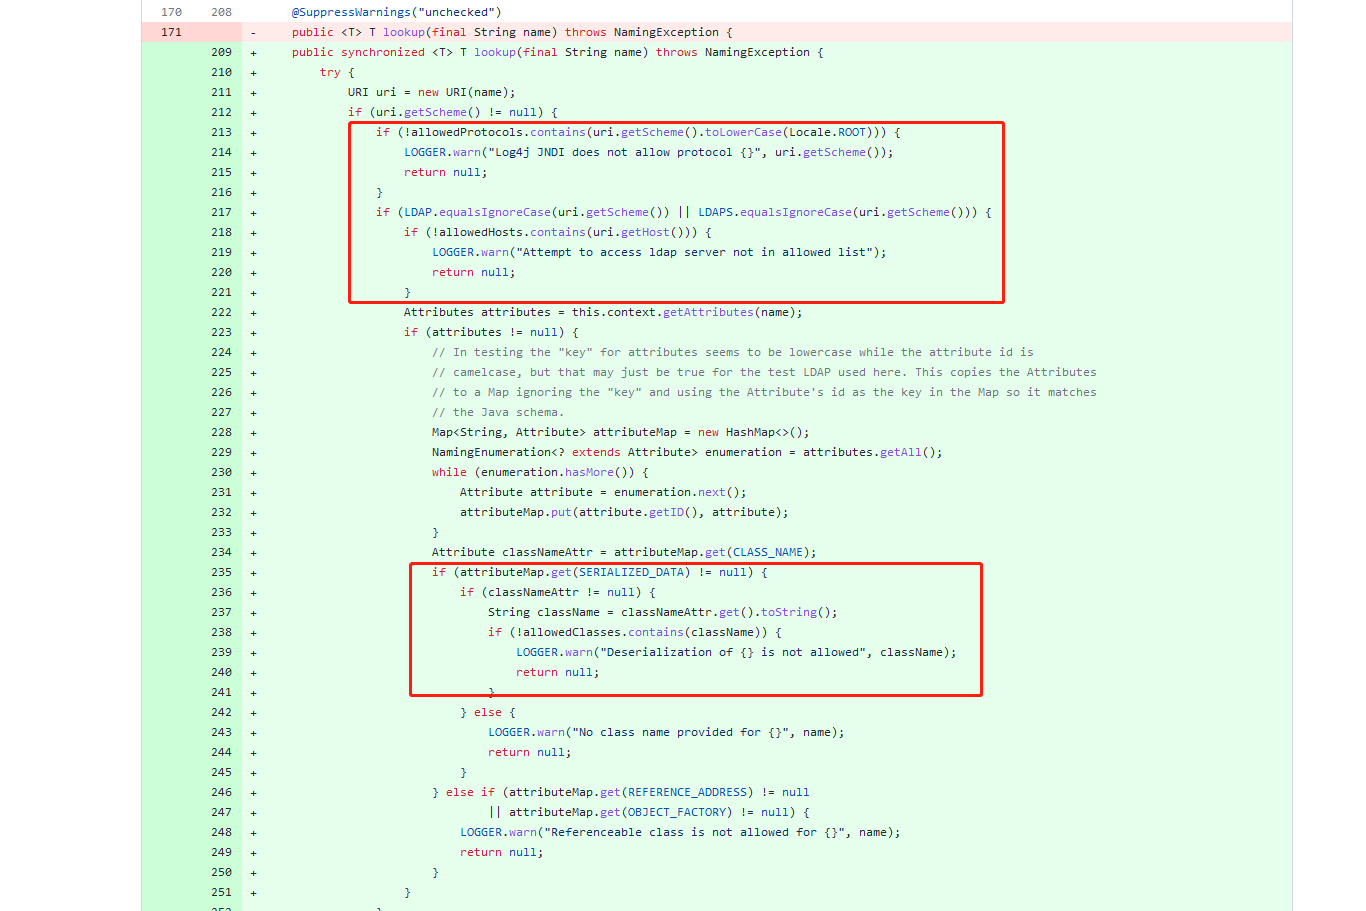 170 208 @SuppressWarnings("unchecked")
171 - public <T> T lookup(final String name) throws NamingException {
209 + public synchronized <T> T lookup(final String name) throws NamingException {
210 + try {
211 + URI uri = new URI(name);
212 + if (uri.getScheme() != null) {
213 + if (!allowedProtocols.contains(uri.getScheme().toLowerCase(Locale.ROOT))) {
214 + LOGGER.warn("Log4j JNDI does not allow protocol {}", uri.getScheme());
215 + return null;
216 + }
217 + if (LDAP.equalsIgnoreCase(uri.getScheme()) || LDAPS.equalsIgnoreCase(uri.getScheme())) {
218 + if (!allowedHosts.contains(uri.getHost())) {
219 + LOGGER.warn("Attempt to access ldap server not in allowed list");
220 + return null;
221 + }
222 + Attributes attributes = this.context.getAttributes(name);
223 + if (attributes != null) {
224 + // In testing the "key" for attributes seems to be lowercase while the attribute id is
225 + // camelcase, but that may just be true for the test LDAP used here. This copies the Attributes
226 + // to a Map ignoring the "key" and using the Attribute's id as the key in the Map so it matches
227 + // the Java schema.
228 + Map<String, Attribute> attributeMap = new HashMap<>();
229 + NamingEnumeration<? extends Attribute> enumeration = attributes.getAll();
230 + while (enumeration.hasMore()) {
231 + Attribute attribute = enumeration.next();
232 + attributeMap.put(attribute.getID(), attribute);
233 + }
234 + Attribute classNameAttr = attributeMap.get(CLASS_NAME);
235 + if (attributeMap.get(SERIALIZED_DATA) != null) {
236 + if (classNameAttr != null) {
237 + String className = classNameAttr.get().toString();
238 + if (!allowedClasses.contains(className)) {
239 + LOGGER.warn("Deserialization of {} is not allowed", className);
240 + return null;
241 + }
242 + } else {
243 + LOGGER.warn("No class name provided for {}", name);
244 + return null;
245 + }
246 + } else if (attributeMap.get(REFERENCE_ADDRESS) != null
247 + || attributeMap.get(OBJECT_FACTORY) != null) {
248 + LOGGER.warn("Referenceable class is not allowed for {}", name);
249 + return null;
250 + }
251 + }